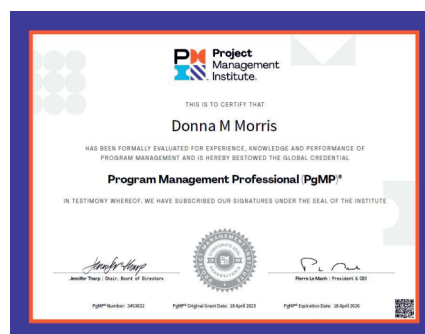 Project
Management
Institute.
THIS IS TO CERTIFY THAT
Donna M Morris
HAS BEEN FORMALLY EVALUATED FOR EXPERIENCE, KNOWLEDGE AND PERFORMANCE OF
PROGRAM MANAGEMENT AND IS HEREBY BESTOWED THE GLOBAL CREDENTIAL
Program Management Professional (PgMP)®
IN TESTIMONY WHEREOF, WE HAVE SUBSCRIBED OUR SIGNATURES UNDER THE SEAL OF THE INSTITUTE
CORPORATE SEAL
Jennifer Tharp | Chair, Board of Directors
Pierre Le Manh | President & CEO
PgMP® Number: 3453632
PgMP® Original Grant Date: 18 April 2023
PgMP® Expiration Date: 18 April 2026